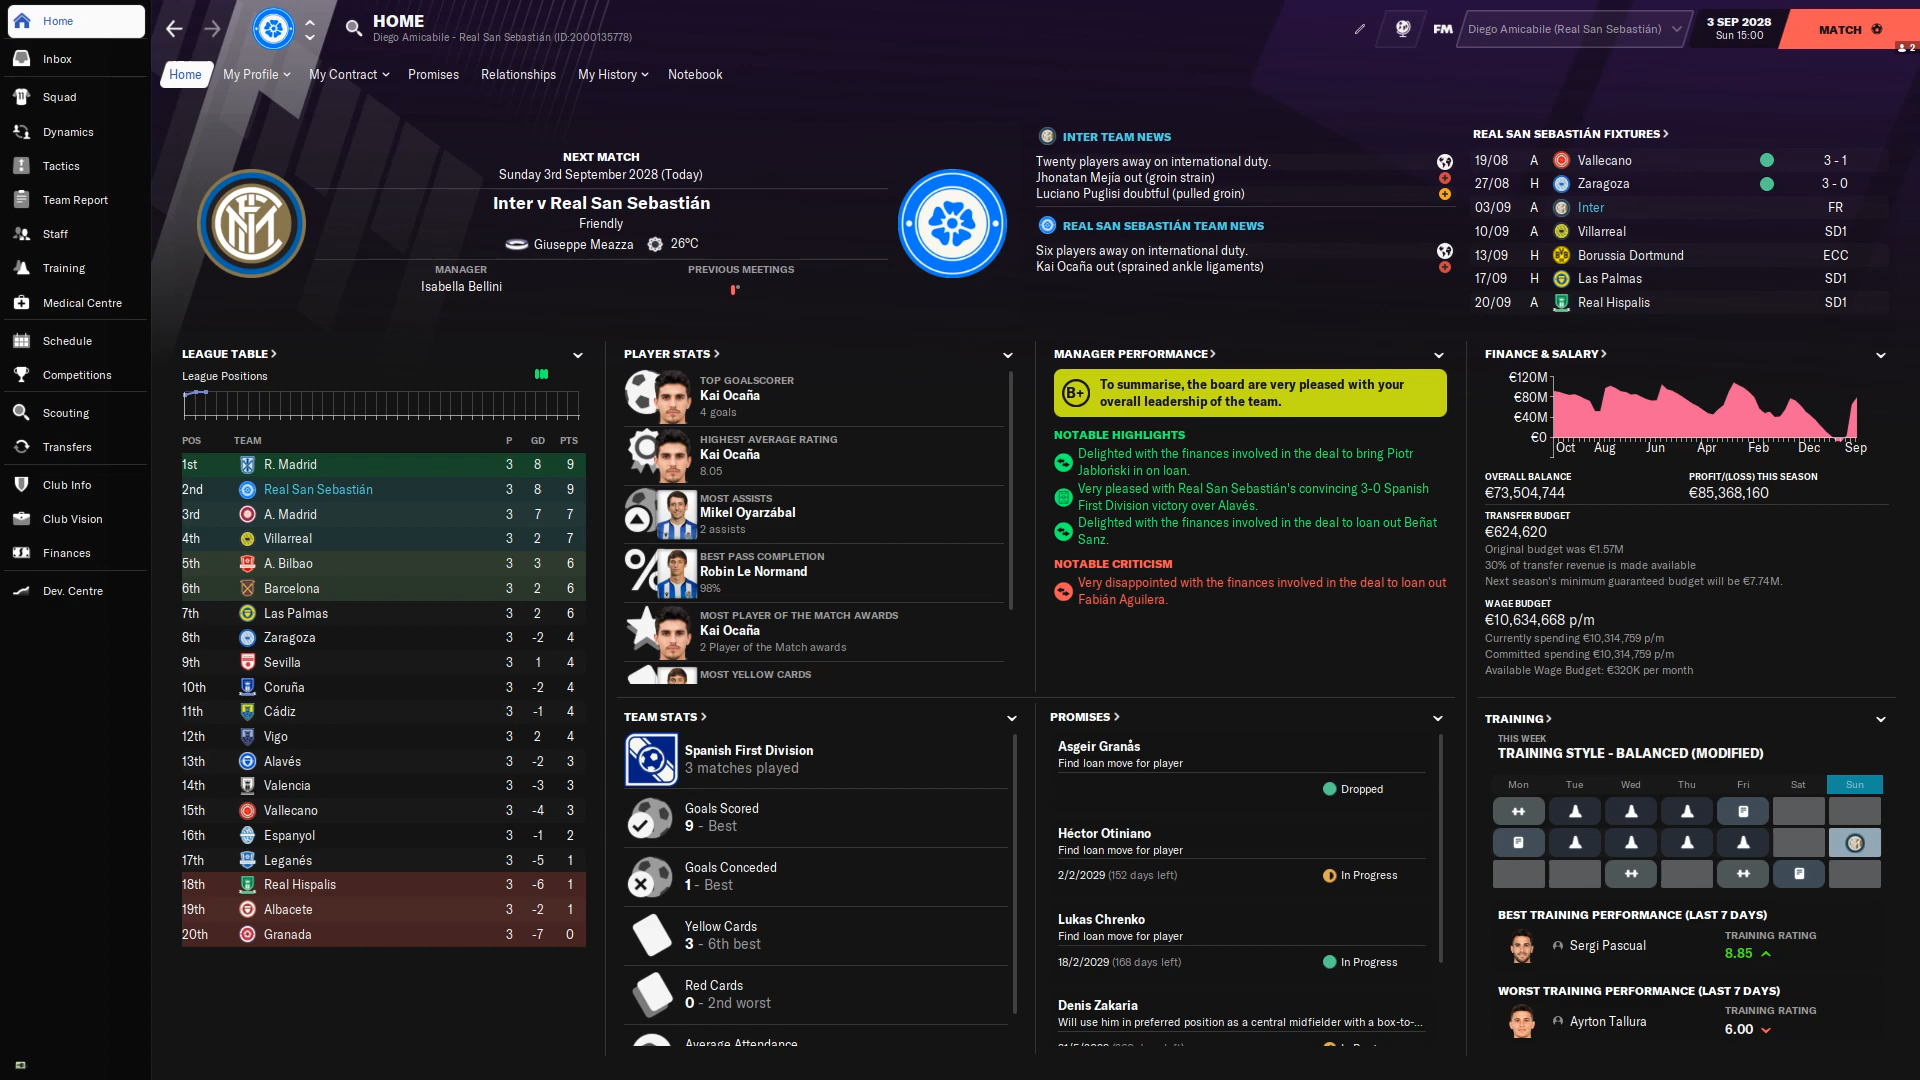 Home
Inbox
Squad
Dynamics
Tactics
Team Report
Staff
Training
Medical Centre
Schedule
Competitions
Scouting
Transfers
Club Info
Club Vision
Finances
Dev. Centre
HOME
Diego Amicabile - Real San Sebastián (ID:2000135778)
FM
Diego Amicabile (Real San Sebastián)
3 SEP 2028
Sun 15:00
MATCH
2
Home
My Profile
My Contract
Promises
Relationships
My History
Notebook
NEXT MATCH
Sunday 3rd September 2028 (Today)
Inter v Real San Sebastián
Friendly
Giuseppe Meazza 26°C
MANAGER
Isabella Bellini
PREVIOUS MEETINGS
INTER TEAM NEWS
Twenty players away on international duty.
Jhonatan Mejía out (groin strain)
Luciano Puglisi doubtful (pulled groin)
REAL SAN SEBASTIÁN TEAM NEWS
Six players away on international duty.
Kai Ocaña out (sprained ankle ligaments)
REAL SAN SEBASTIÁN FIXTURES
19/08 A Vallecano 3 - 1
27/08 H Zaragoza 3 - 0
03/09 A Inter FR
10/09 A Villarreal SD1
13/09 H Borussia Dortmund ECC
17/09 H Las Palmas SD1
20/09 A Real Hispalis SD1
LEAGUE TABLE
League Positions
POS TEAM P GD PTS
1st R. Madrid 3 8 9
2nd Real San Sebastián 3 8 9
3rd A. Madrid 3 7 7
4th Villarreal 3 2 7
5th A. Bilbao 3 3 6
6th Barcelona 3 2 6
7th Las Palmas 3 2 6
8th Zaragoza 3 -2 4
9th Sevilla 3 1 4
10th Coruña 3 -2 4
11th Cádiz 3 -1 4
12th Vigo 3 2 4
13th Alavés 3 -2 3
14th Valencia 3 -3 3
15th Vallecano 3 -4 3
16th Espanyol 3 -1 2
17th Leganés 3 -5 1
18th Real Hispalis 3 -6 1
19th Albacete 3 -2 1
20th Granada 3 -7 0
PLAYER STATS
TOP GOALSCORER
Kai Ocaña
4 goals
HIGHEST AVERAGE RATING
Kai Ocaña
8.05
MOST ASSISTS
Mikel Oyarzábal
2 assists
BEST PASS COMPLETION
Robin Le Normand
98%
MOST PLAYER OF THE MATCH AWARDS
Kai Ocaña
2 Player of the Match awards
MOST YELLOW CARDS
MANAGER PERFORMANCE
B+
To summarise, the board are very pleased with your
overall leadership of the team.
NOTABLE HIGHLIGHTS
Delighted with the finances involved in the deal to bring Piotr
Jabłoński in on loan.
Very pleased with Real San Sebastián's convincing 3-0 Spanish
First Division victory over Alavés.
Delighted with the finances involved in the deal to loan out Beñat
Sanz.
NOTABLE CRITICISM
Very disappointed with the finances involved in the deal to loan out
Fabián Aguilera.
FINANCE & SALARY
€120M
€80M
€40M
€0
Oct Aug Jun Apr Feb Dec Sep
OVERALL BALANCE
€73,504,744
PROFIT/(LOSS) THIS SEASON
€85,368,160
TRANSFER BUDGET
€624,620
Original budget was €1.57M
30% of transfer revenue is made available
Next season's minimum guaranteed budget will be €7.74M.
WAGE BUDGET
€10,634,668 p/m
Currently spending €10,314,759 p/m
Committed spending €10,314,759 p/m
Available Wage Budget: €320K per month
TEAM STATS
Spanish First Division
3 matches played
Goals Scored
9 - Best
Goals Conceded
1 - Best
Yellow Cards
3 - 6th best
Red Cards
0 - 2nd worst
Average Attendance
PROMISES
Asgeir Granås
Find loan move for player
Dropped
Héctor Otiniano
Find loan move for player
2/2/2029 (152 days left) In Progress
Lukas Chrenko
Find loan move for player
18/2/2029 (168 days left) In Progress
Denis Zakaria
Will use him in preferred position as a central midfielder with a box-to-...
TRAINING
THIS WEEK
TRAINING STYLE - BALANCED (MODIFIED)
Mon Tue Wed Thu Fri Sat Sun
BEST TRAINING PERFORMANCE (LAST 7 DAYS)
Sergi Pascual
TRAINING RATING
8.85
WORST TRAINING PERFORMANCE (LAST 7 DAYS)
Ayrton Tallura
TRAINING RATING
6.00